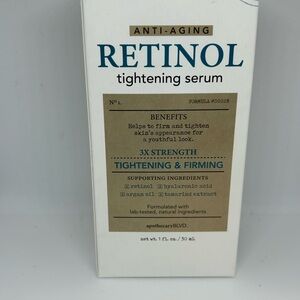 ANTI-AGING
RETINOL
tightening serum
Nº 1.
BENEFITS
Helps to firm and tighten
skin's appearance for
a youthful look.
3X STRENGTH
TIGHTENING & FIRMING
SUPPORTING INGREDIENTS
retinol hyaluronic acid
argan oil tamarind extract
Formulated with
lab-tested, natural ingredients
apothecaryBLVD.
net wt. 1 fl. oz. / 30 ml.